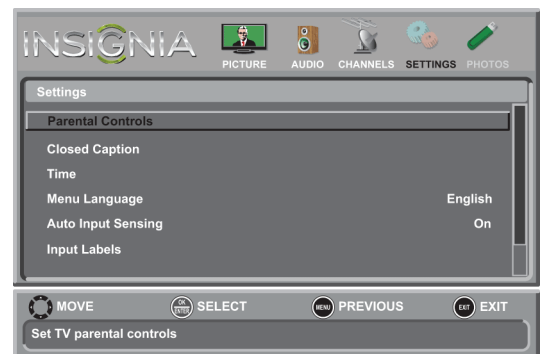 INSIGNIA
PICTURE AUDIO CHANNELS SETTINGS PHOTOS
Settings
Parental Controls
Closed Caption
Time
Menu Language English
Auto Input Sensing On
Input Labels
MOVE OK ENTER SELECT MENU PREVIOUS EXIT EXIT
Set TV parental controls